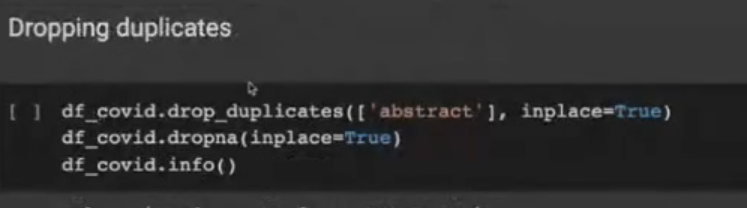 Dropping duplicates
[ ] df_covid.drop_duplicates(['abstract'], inplace=True)
df_covid.dropna(inplace=True)
df_covid.info()